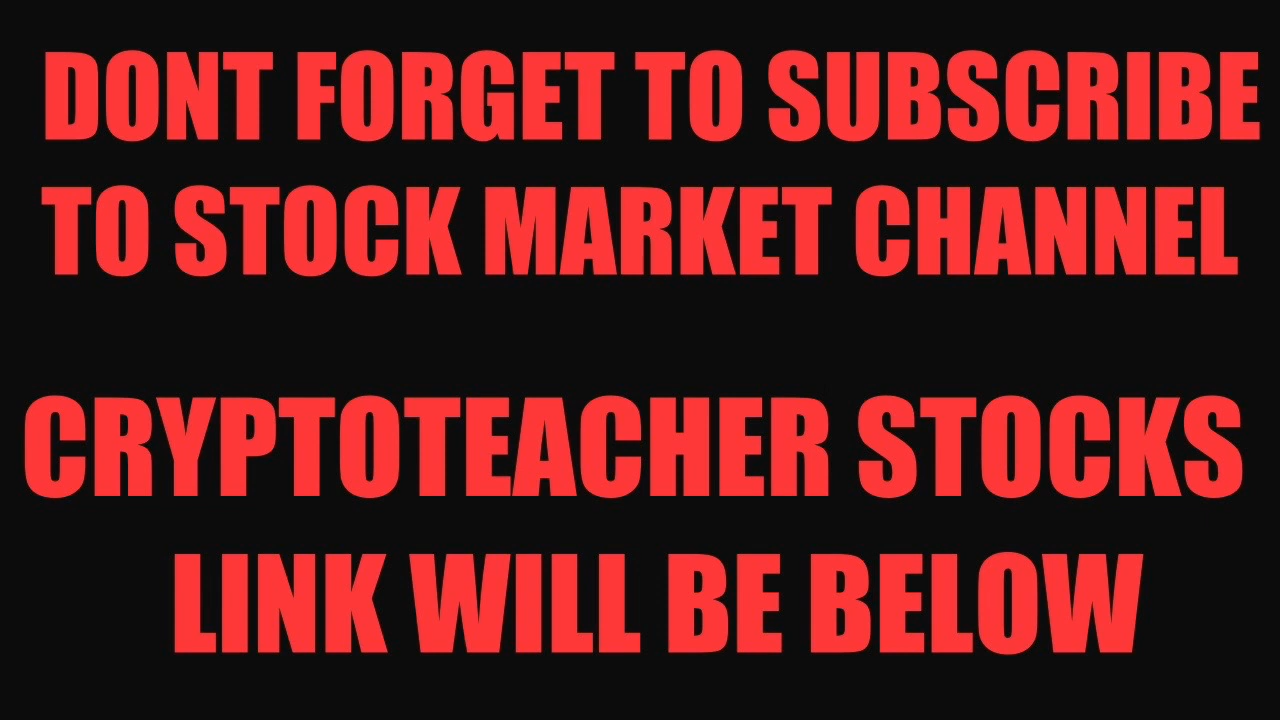 DONT FORGET TO SUBSCRIBE
TO STOCK MARKET CHANNEL
CRYPTOTEACHER STOCKS
LINK WILL BE BELOW